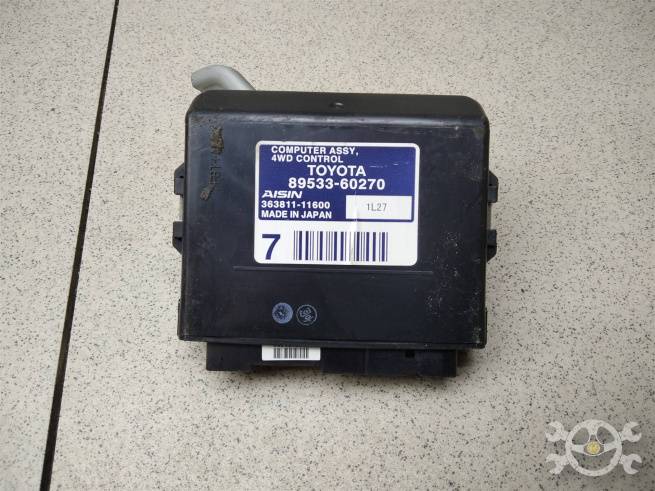 COMPUTER ASSY,
4WD CONTROL
TOYOTA
89533-60270
AISIN
363811-11600
1L27
MADE IN JAPAN
7